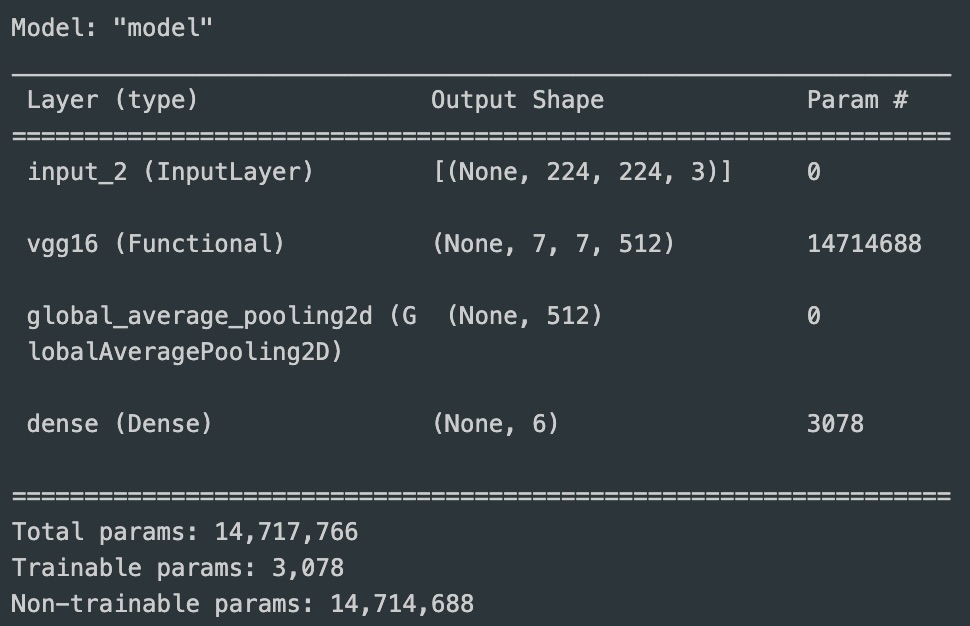 Model: "model"
_________________________________________________________________
Layer (type)                Output Shape              Param #
=================================================================
input_2 (InputLayer)        [(None, 224, 224, 3)]     0
vgg16 (Functional)          (None, 7, 7, 512)         14714688
global_average_pooling2d (G  (None, 512)              0
lobalAveragePooling2D)
dense (Dense)               (None, 6)                 3078
=================================================================
Total params: 14,717,766
Trainable params: 3,078
Non-trainable params: 14,714,688